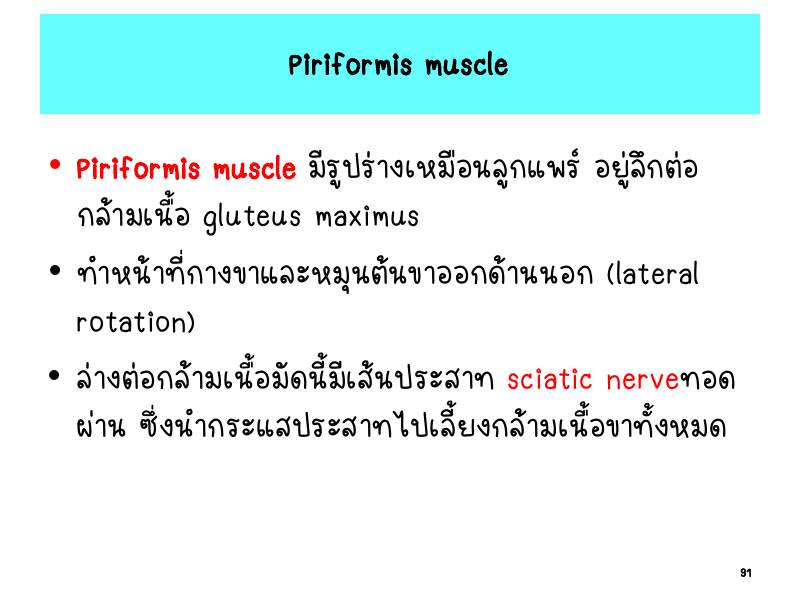 Piriformis muscle
• Piriformis muscle มีรูปร่างเหมือนลูกแพร์ อยู่ลึกต่อ
กล้ามเนื้อ gluteus maximus
• ทำหน้าที่กางขาและหมุนต้นขาออกด้านนอก (lateral
rotation)
• ล่างต่อกล้ามเนื้อมัดนี้มีเส้นประสาท sciatic nerveทอด
ผ่าน ซึ่งนำกระแสประสาทไปเลี้ยงกล้ามเนื้อขาทั้งหมด
91